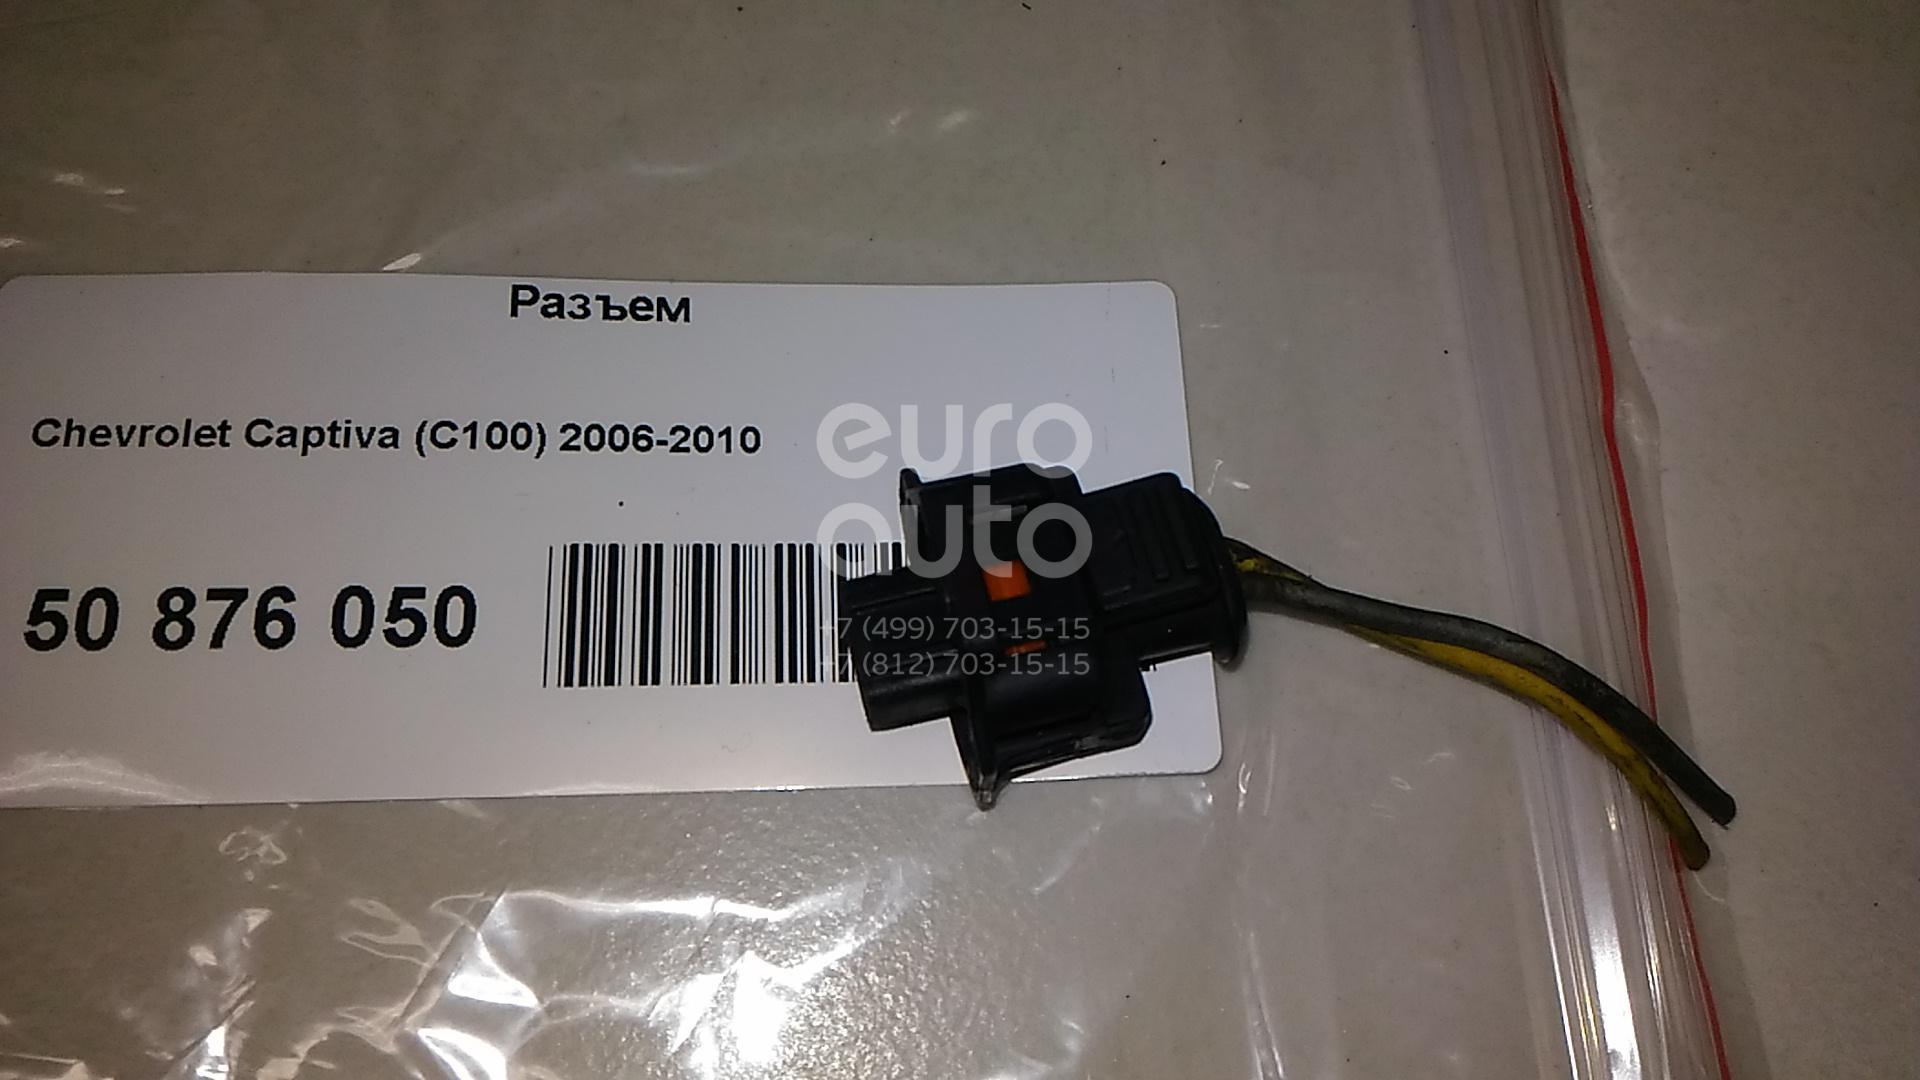 Разъем
Chevrolet Captiva (C100) 2006-2010
50 876 050
euro
auto
+7 (499) 703-15-15
+7 (812) 703-15-15